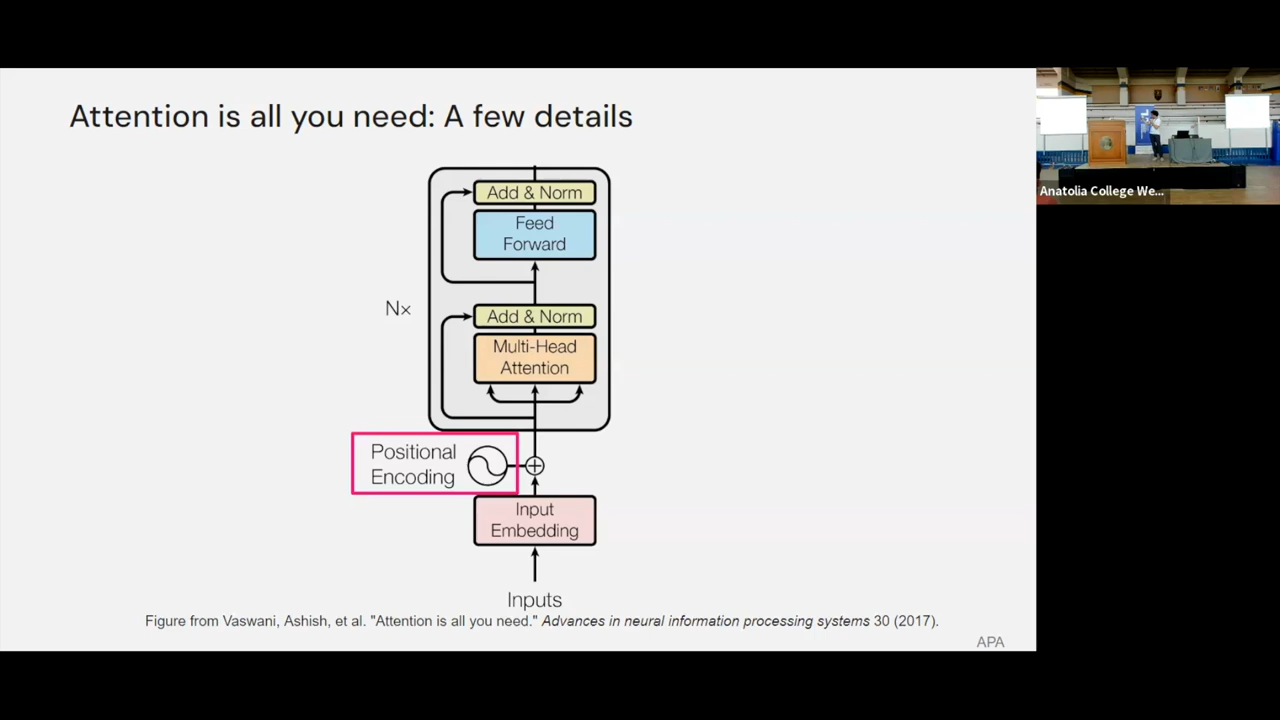 Attention is all you need: A few details
Add & Norm
Feed
Forward
N×
Add & Norm
Multi-Head
Attention
Positional
Encoding
Input
Embedding
Inputs
Figure from Vaswani, Ashish, et al. "Attention is all you need." Advances in neural information processing systems 30 (2017).
APA
Anatolia College We...